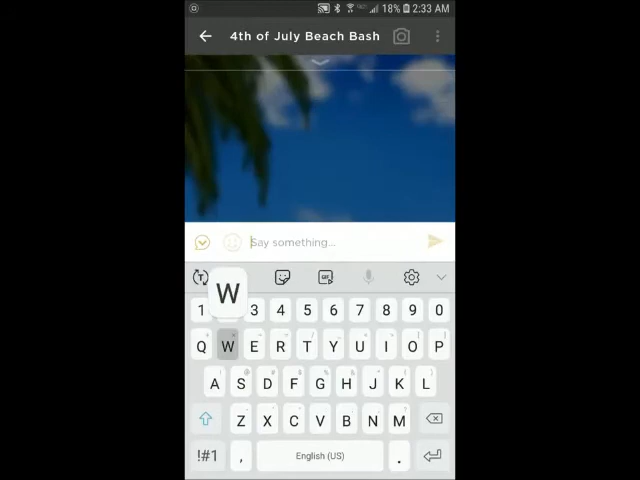 18% 2:33 AM
4th of July Beach Bash
Say something...
T GIF
W
1 3 4 5 6 7 8 9 0
Q W E R T Y U I O P
A S D F G H J K L
Z X C V B N M
!#1 , English (US) .